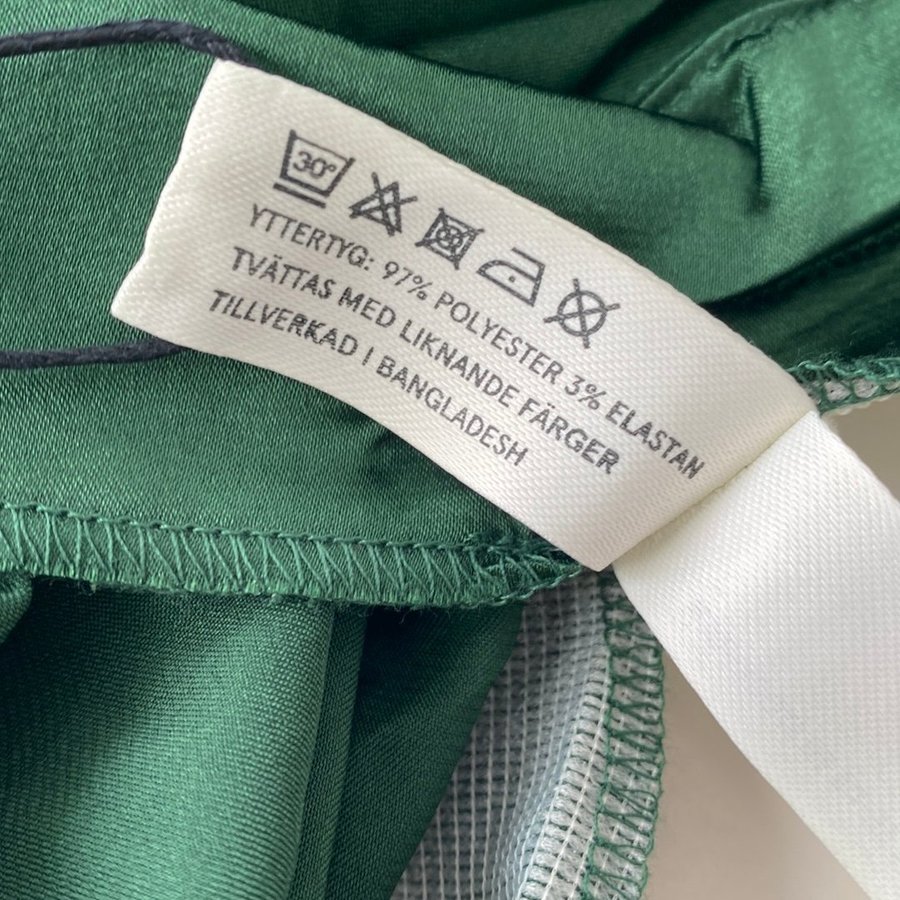 30°
YTTERTYG: 97% POLYESTER 3% ELASTAN
TVÄTTAS MED LIKNANDE FÄRGER
TILLVERKAD I BANGLADESH